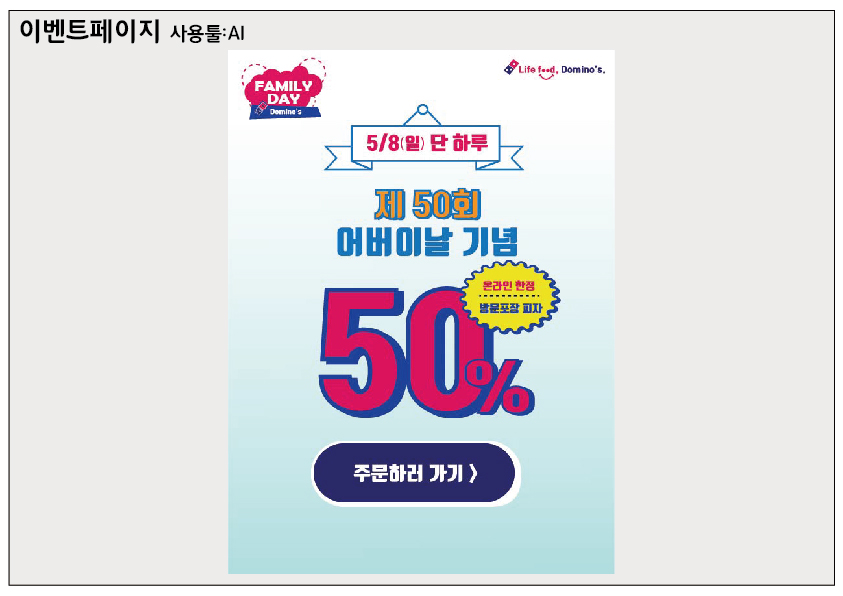 이벤트페이지 사용툴:AI
FAMILY
DAY
Domino's
Life food, Domino's.
5/8(일) 단 하루
제 50회
어버이날 기념
온라인 한정
방문포장 피자
50%
주문하러 가기 〉